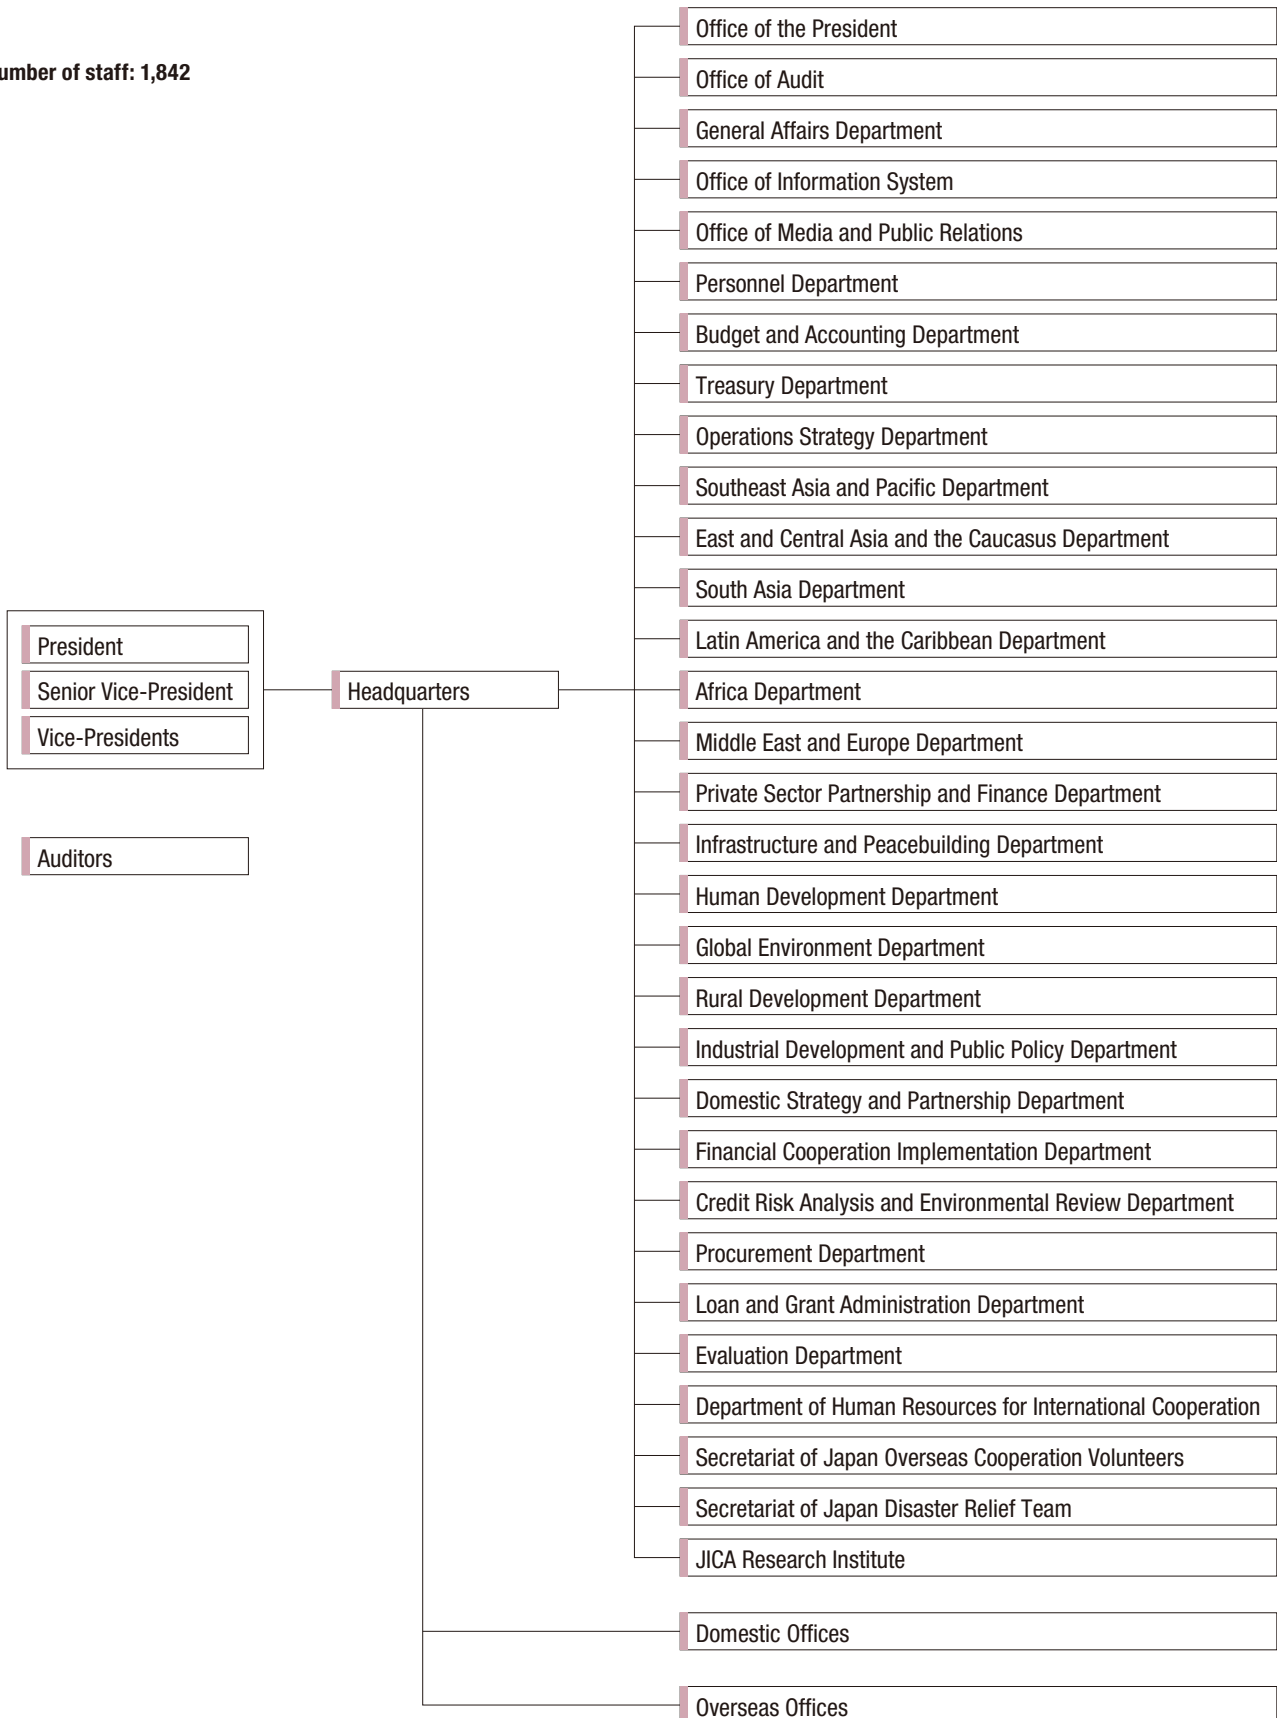 umber of staff: 1,842
President
Senior Vice-President
Vice-Presidents
Auditors
Headquarters
Office of the President
Office of Audit
General Affairs Department
Office of Information System
Office of Media and Public Relations
Personnel Department
Budget and Accounting Department
Treasury Department
Operations Strategy Department
Southeast Asia and Pacific Department
East and Central Asia and the Caucasus Department
South Asia Department
Latin America and the Caribbean Department
Africa Department
Middle East and Europe Department
Private Sector Partnership and Finance Department
Infrastructure and Peacebuilding Department
Human Development Department
Global Environment Department
Rural Development Department
Industrial Development and Public Policy Department
Domestic Strategy and Partnership Department
Financial Cooperation Implementation Department
Credit Risk Analysis and Environmental Review Department
Procurement Department
Loan and Grant Administration Department
Evaluation Department
Department of Human Resources for International Cooperation
Secretariat of Japan Overseas Cooperation Volunteers
Secretariat of Japan Disaster Relief Team
JICA Research Institute
Domestic Offices
Overseas Offices